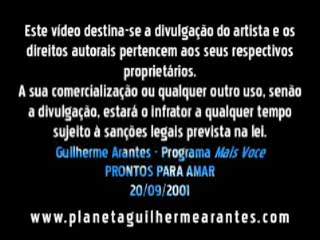 Este vídeo destina-se a divulgação do artista e os
direitos autorais pertencem aos seus respectivos
proprietários.
A sua comercialização ou qualquer outro uso, senão
a divulgação, estará o infrator a qualquer tempo
sujeito à sanções legais prevista na lei.
Guilherme Arantes - Programa Mais Voce
PRONTOS PARA AMAR
20/09/2001
www.planetaguilhermearantes.com